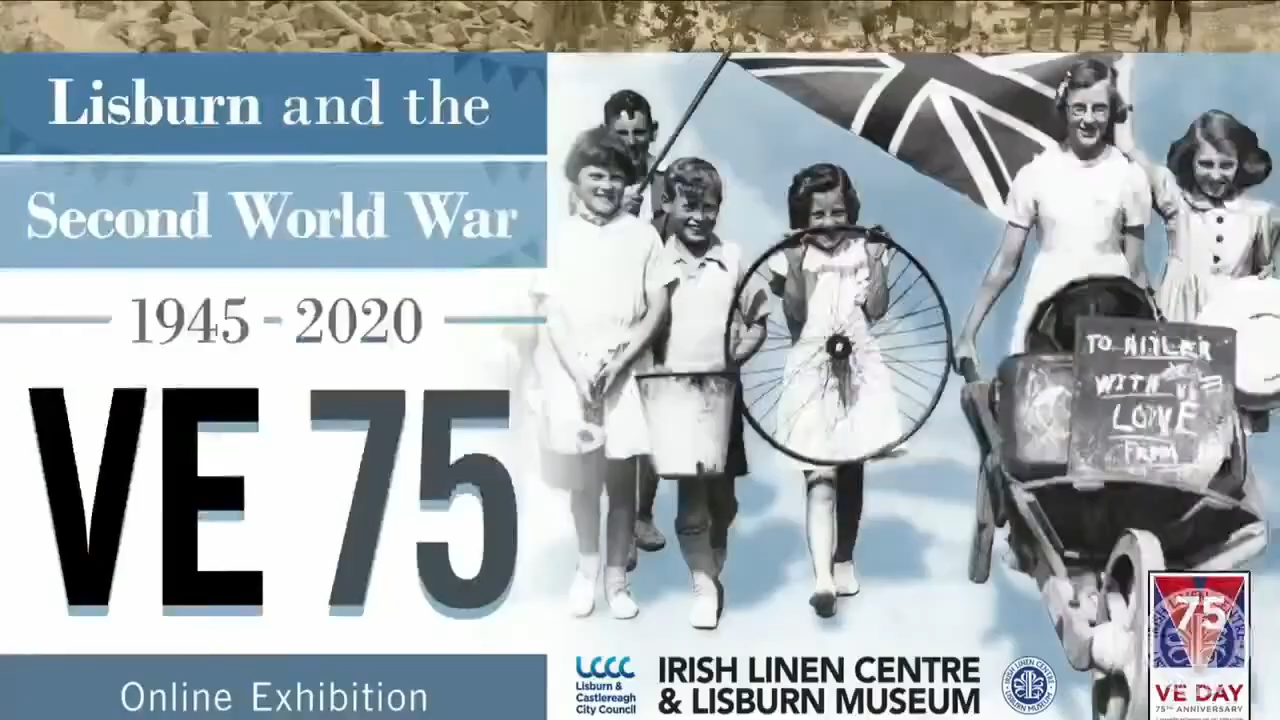 Lisburn and the
Second World War
1945 - 2020
VE 75
Online Exhibition
TO HITLER
WITH
LOVE
FROM
LCCC
Lisburn &
Castlereagh
City Council
IRISH LINEN CENTRE
& LISBURN MUSEUM
75
VE DAY
75TH ANNIVERSARY